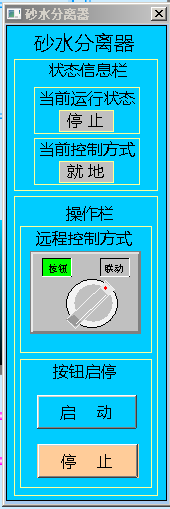 砂水分离器
砂水分离器
状态信息栏
当前运行状态
停 止
当前控制方式
就 地
操作栏
远程控制方式
按钮 联动
按钮启停
启 动
停 止